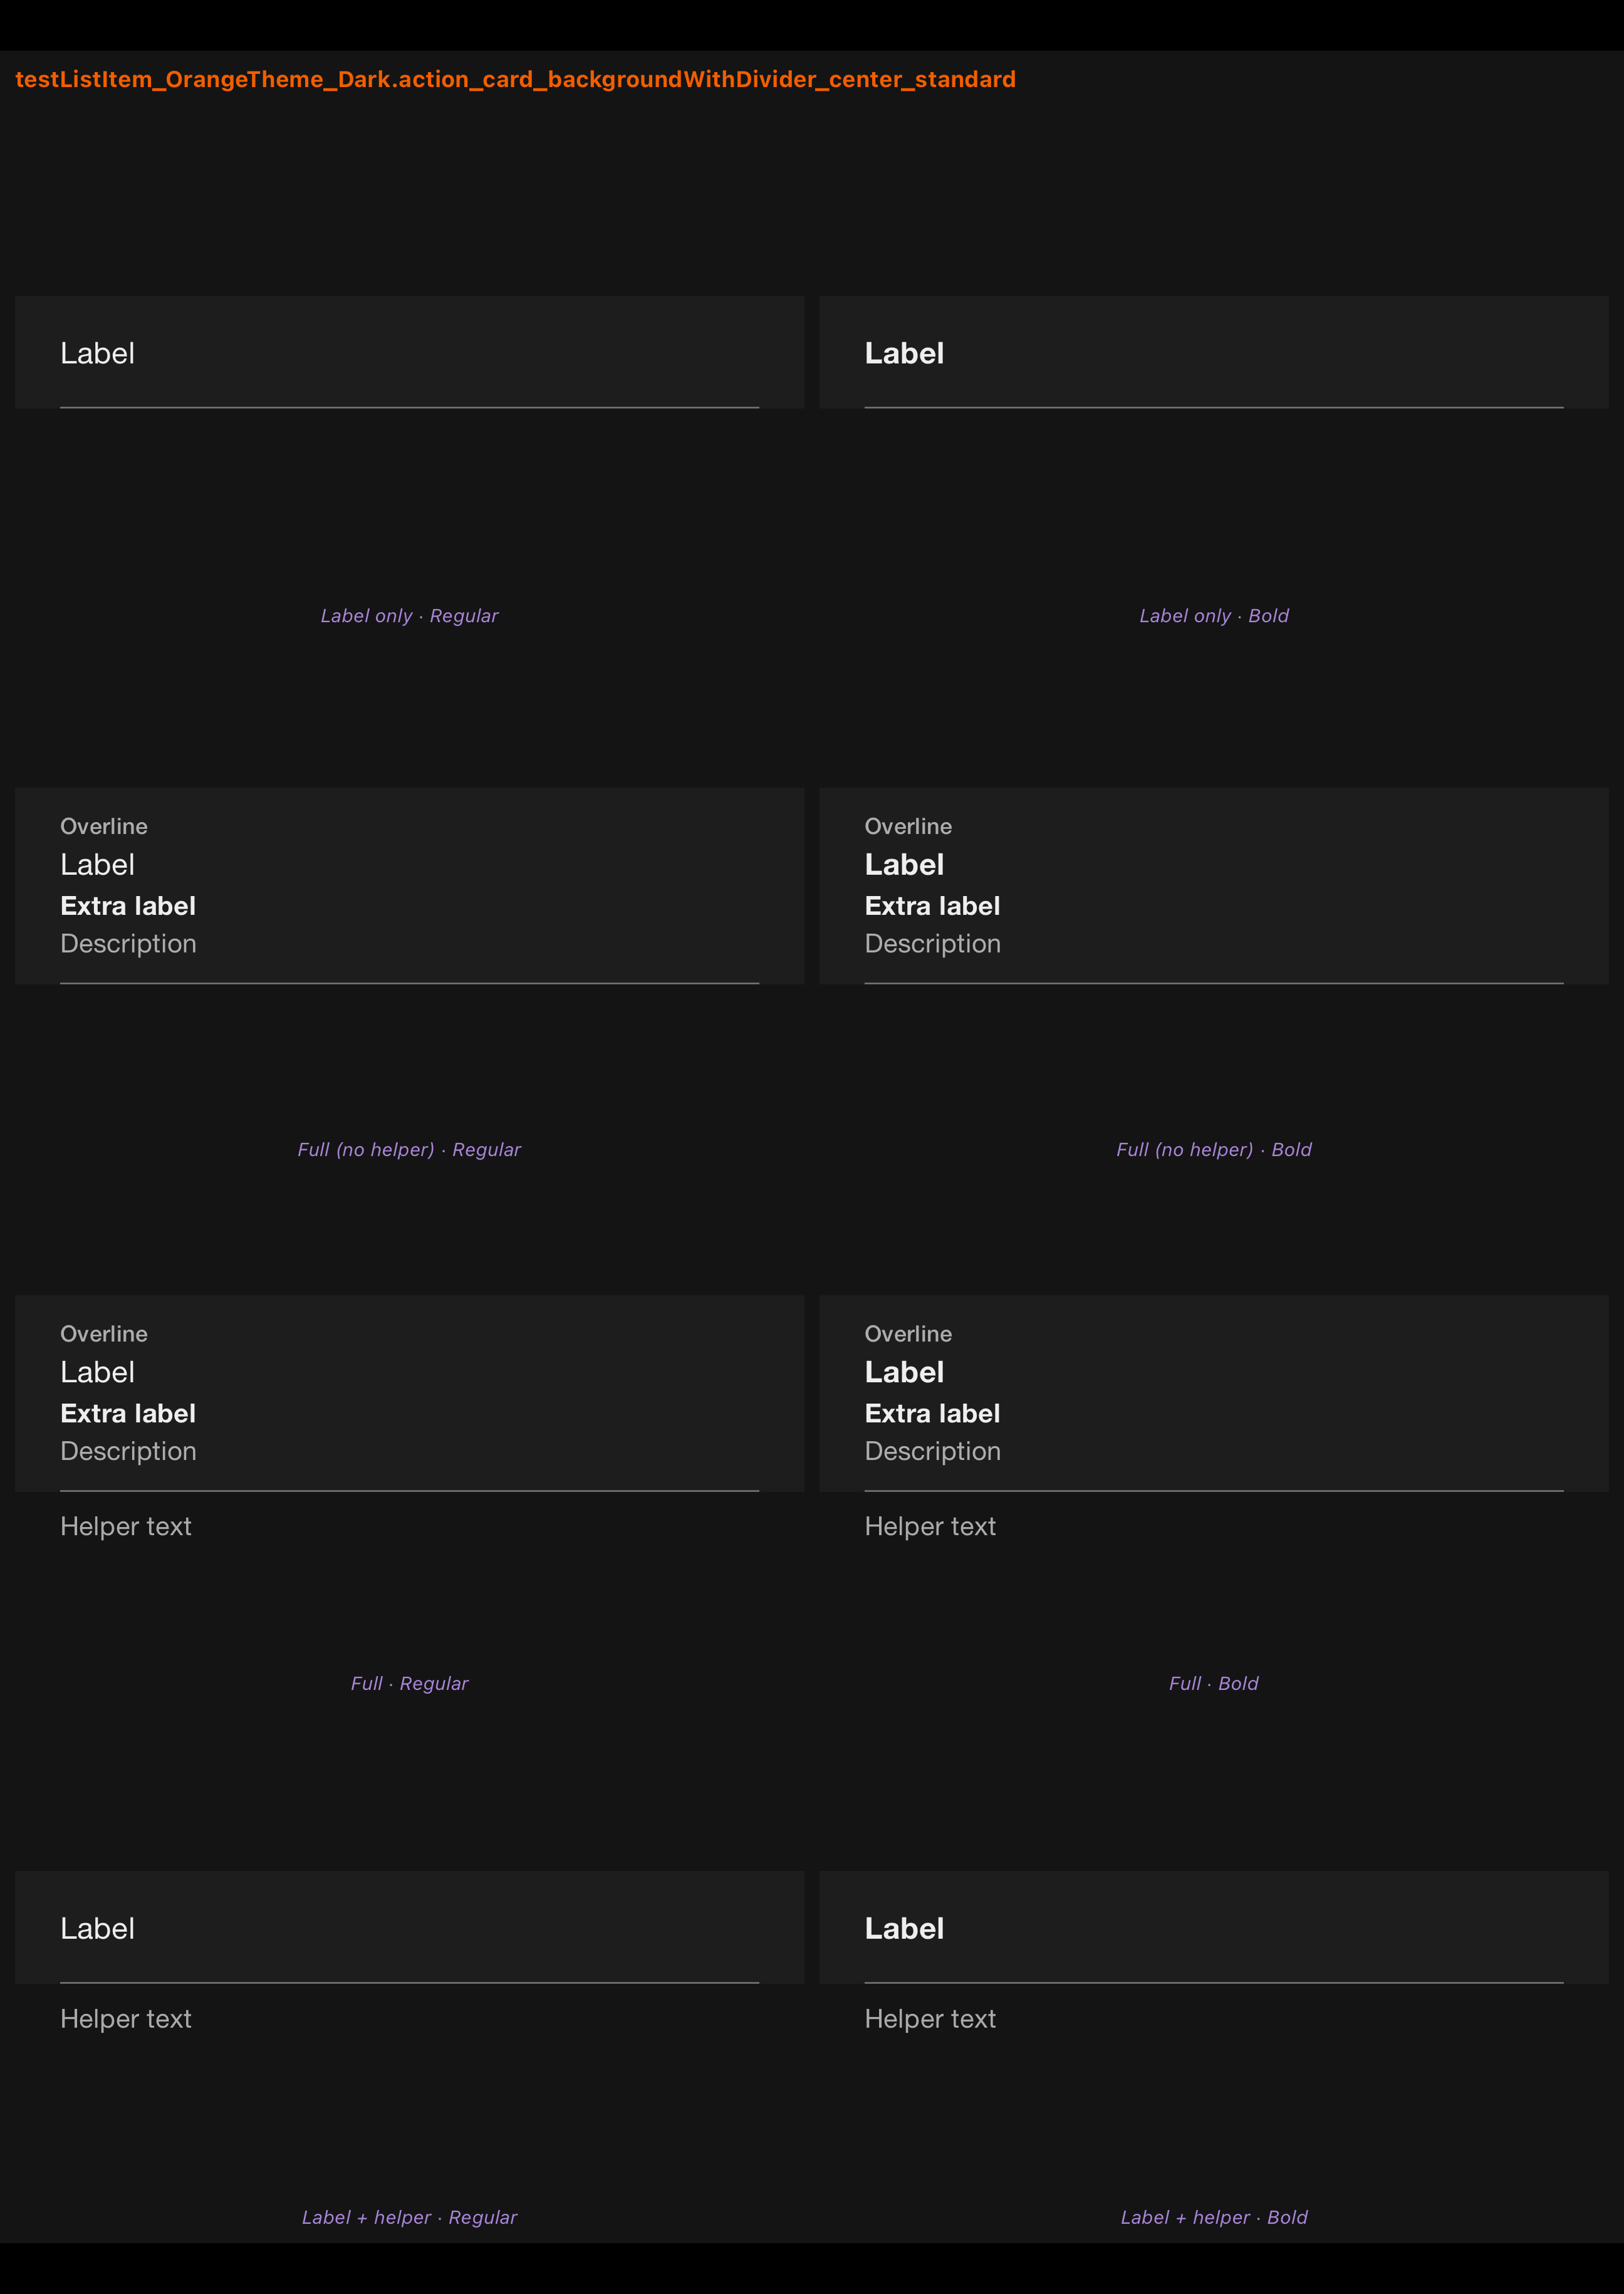 testListItem_OrangeTheme_Dark.action_card_backgroundWithDivider_center_standard
Label
Label
Label only · Regular
Label only · Bold
Overline
Label
Extra label
Description
Overline
Label
Extra label
Description
Full (no helper) · Regular
Full (no helper) · Bold
Overline
Label
Extra label
Description
Helper text
Overline
Label
Extra label
Description
Helper text
Full · Regular
Full · Bold
Label
Helper text
Label
Helper text
Label + helper · Regular
Label + helper · Bold